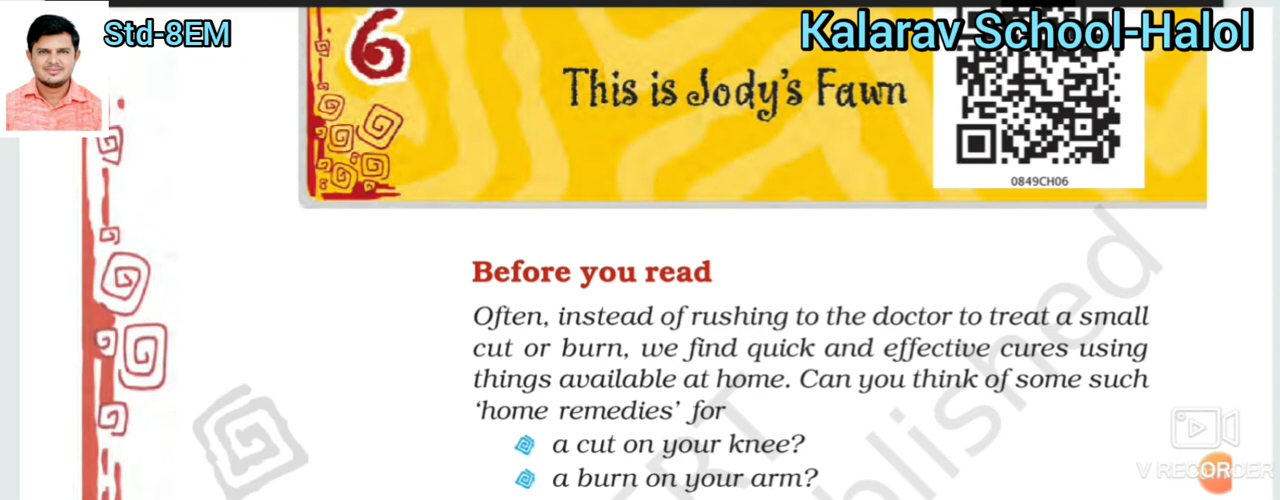 Std-8EM
Kalarav School-Halol
6
This is Jody's Fawn
0849CH06
Before you read
Often, instead of rushing to the doctor to treat a small
cut or burn, we find quick and effective cures using
things available at home. Can you think of some such
'home remedies' for
a cut on your knee?
a burn on your arm?
V RECORDER